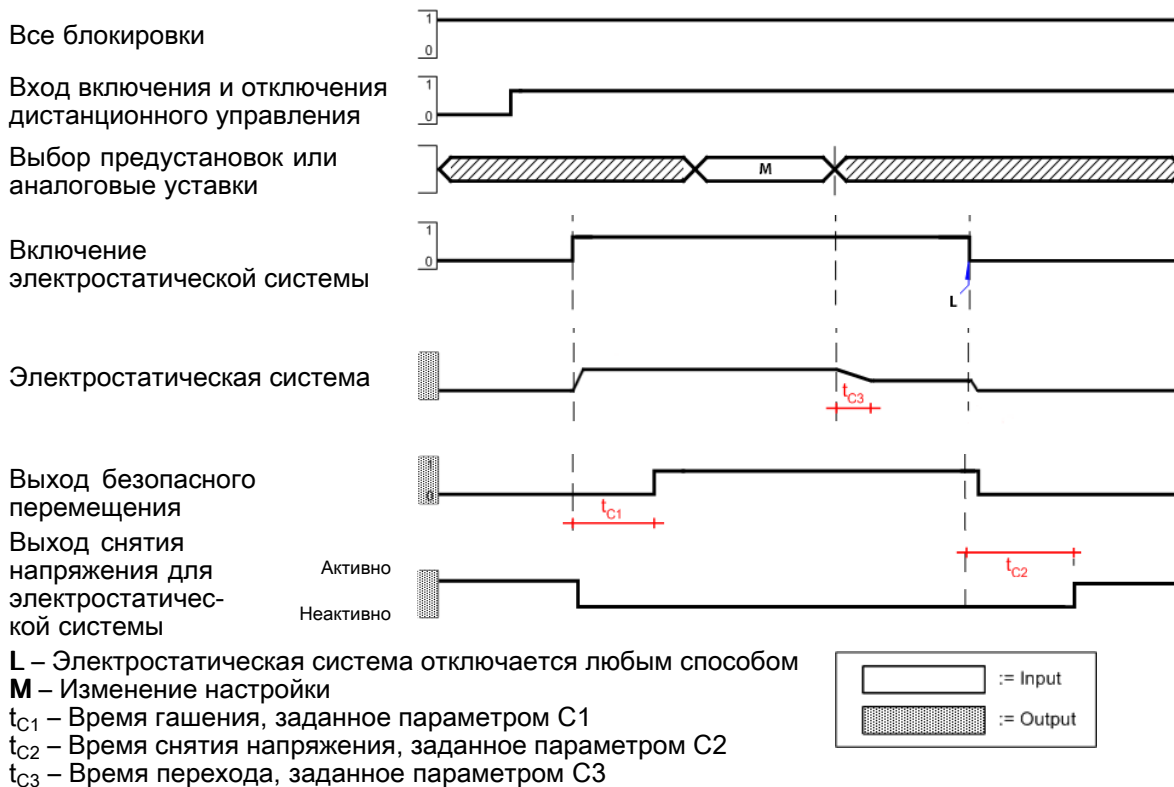 Все блокировки
1
0
Вход включения и отключения
дистанционного управления
1
0
Выбор предустановок или
аналоговые уставки
M
Включение
электростатической системы
1
0
L
Электростатическая система
tC3
Выход безопасного
перемещения
1
0
tC1
Выход снятия
напряжения для
электростатичес-
кой системы
Активно
Неактивно
tC2
L – Электростатическая система отключается любым способом
M – Изменение настройки
tC1 – Время гашения, заданное параметром C1
tC2 – Время снятия напряжения, заданное параметром C2
tC3 – Время перехода, заданное параметром C3
:= Input
:= Output